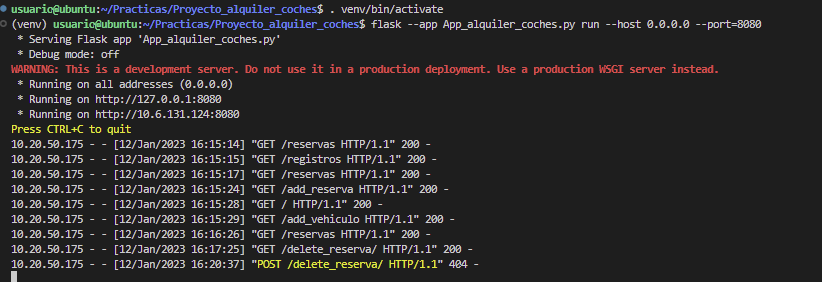 usuario@ubuntu:~/Practicas/Proyecto_alquiler_coches$ . venv/bin/activate
(venv) usuario@ubuntu:~/Practicas/Proyecto_alquiler_coches$ flask --app App_alquiler_coches.py run --host 0.0.0.0 --port=8080
 * Serving Flask app 'App_alquiler_coches.py'
 * Debug mode: off
WARNING: This is a development server. Do not use it in a production deployment. Use a production WSGI server instead.
 * Running on all addresses (0.0.0.0)
 * Running on http://127.0.0.1:8080
 * Running on http://10.6.131.124:8080
Press CTRL+C to quit
10.20.50.175 - - [12/Jan/2023 16:15:14] "GET /reservas HTTP/1.1" 200 -
10.20.50.175 - - [12/Jan/2023 16:15:15] "GET /registros HTTP/1.1" 200 -
10.20.50.175 - - [12/Jan/2023 16:15:17] "GET /reservas HTTP/1.1" 200 -
10.20.50.175 - - [12/Jan/2023 16:15:24] "GET /add_reserva HTTP/1.1" 200 -
10.20.50.175 - - [12/Jan/2023 16:15:28] "GET / HTTP/1.1" 200 -
10.20.50.175 - - [12/Jan/2023 16:15:29] "GET /add_vehiculo HTTP/1.1" 200 -
10.20.50.175 - - [12/Jan/2023 16:16:26] "GET /reservas HTTP/1.1" 200 -
10.20.50.175 - - [12/Jan/2023 16:17:25] "GET /delete_reserva/ HTTP/1.1" 200 -
10.20.50.175 - - [12/Jan/2023 16:20:37] "POST /delete_reserva/ HTTP/1.1" 404 -